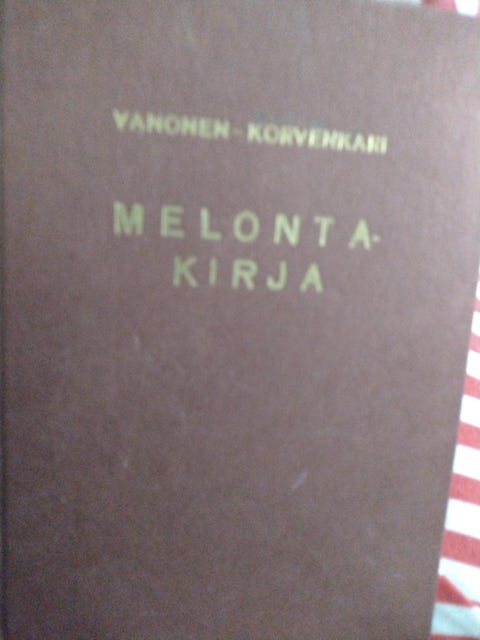 VANONEN - KORVENKARI
MELONTA-
KIRJA